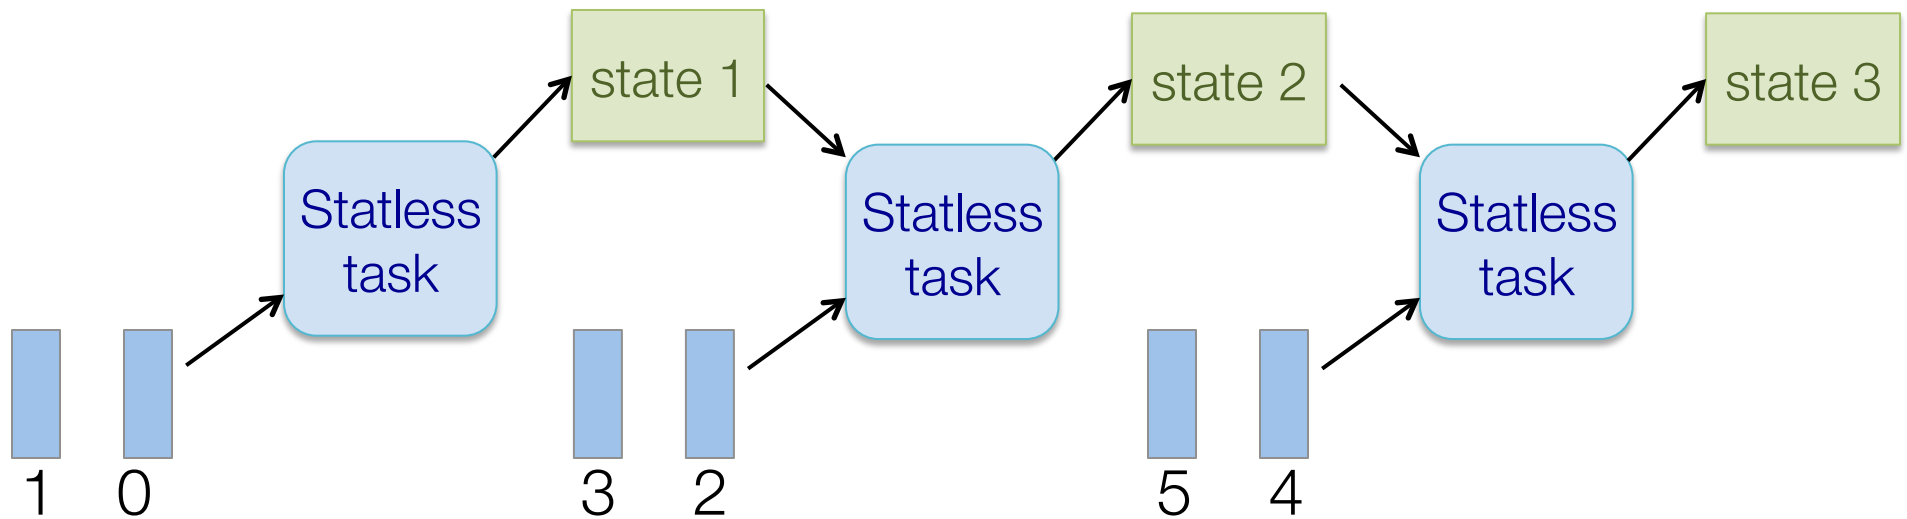 state 1
state 2
state 3
Statless
task
Statless
task
Statless
task
1 0
3 2
5 4